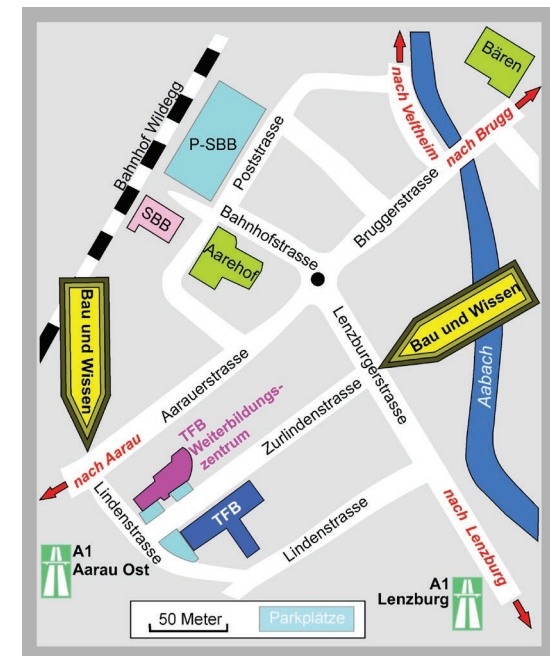 Bären
nach Veltheim
nach Brugg
Bahnhof Wildegg
P-SBB
Poststrasse
SBB
Bahnhofstrasse
Bruggerstrasse
Aarehof
Bau und Wissen
Bau und Wissen
Aabach
Lenzburgerstrasse
Aarauerstrasse
TFB
Weiterbildungs-
zentrum
Zurlindenstrasse
nach Aarau
Lindenstrasse
TFB
Lindenstrasse
nach Lenzburg
A1
Aarau Ost
A1
Lenzburg
50 Meter
Parkplätze